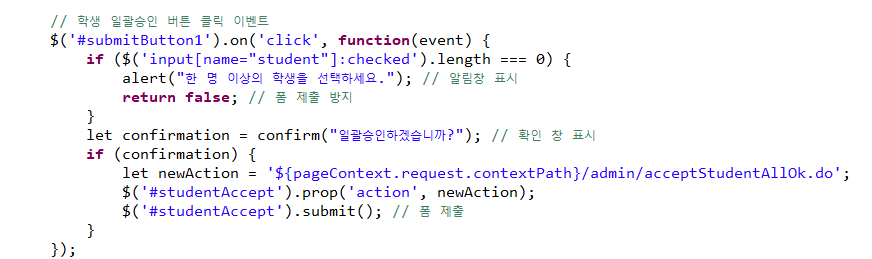 // 학생 일괄승인 버튼 클릭 이벤트
$('#submitButton1').on('click', function(event) {
    if ($('input[name="student"]:checked').length === 0) {
        alert("한 명 이상의 학생을 선택하세요."); // 알림창 표시
        return false; // 폼 제출 방지
    }
    let confirmation = confirm("일괄승인하겠습니까?"); // 확인 창 표시
    if (confirmation) {
        let newAction = '${pageContext.request.contextPath}/admin/acceptStudentAllOk.do';
        $('#studentAccept').prop('action', newAction);
        $('#studentAccept').submit(); // 폼 제출
    }
});